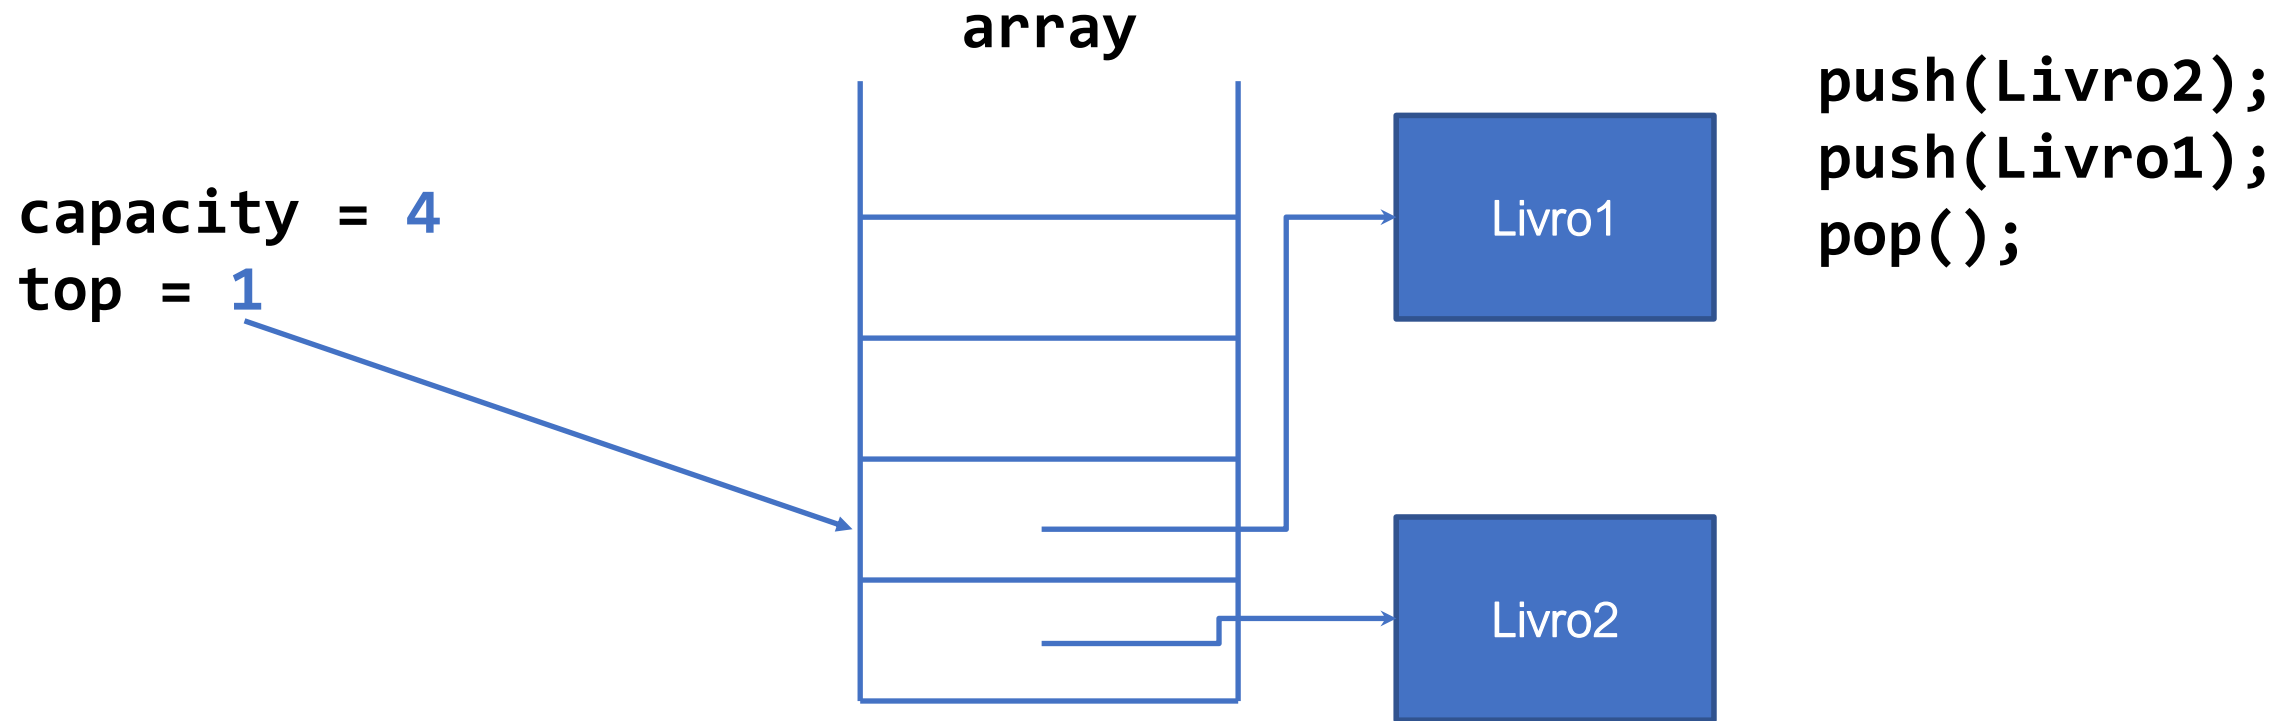 array
capacity = 4
top = 1
Livro1
Livro2
push(Livro2);
push(Livro1);
pop();